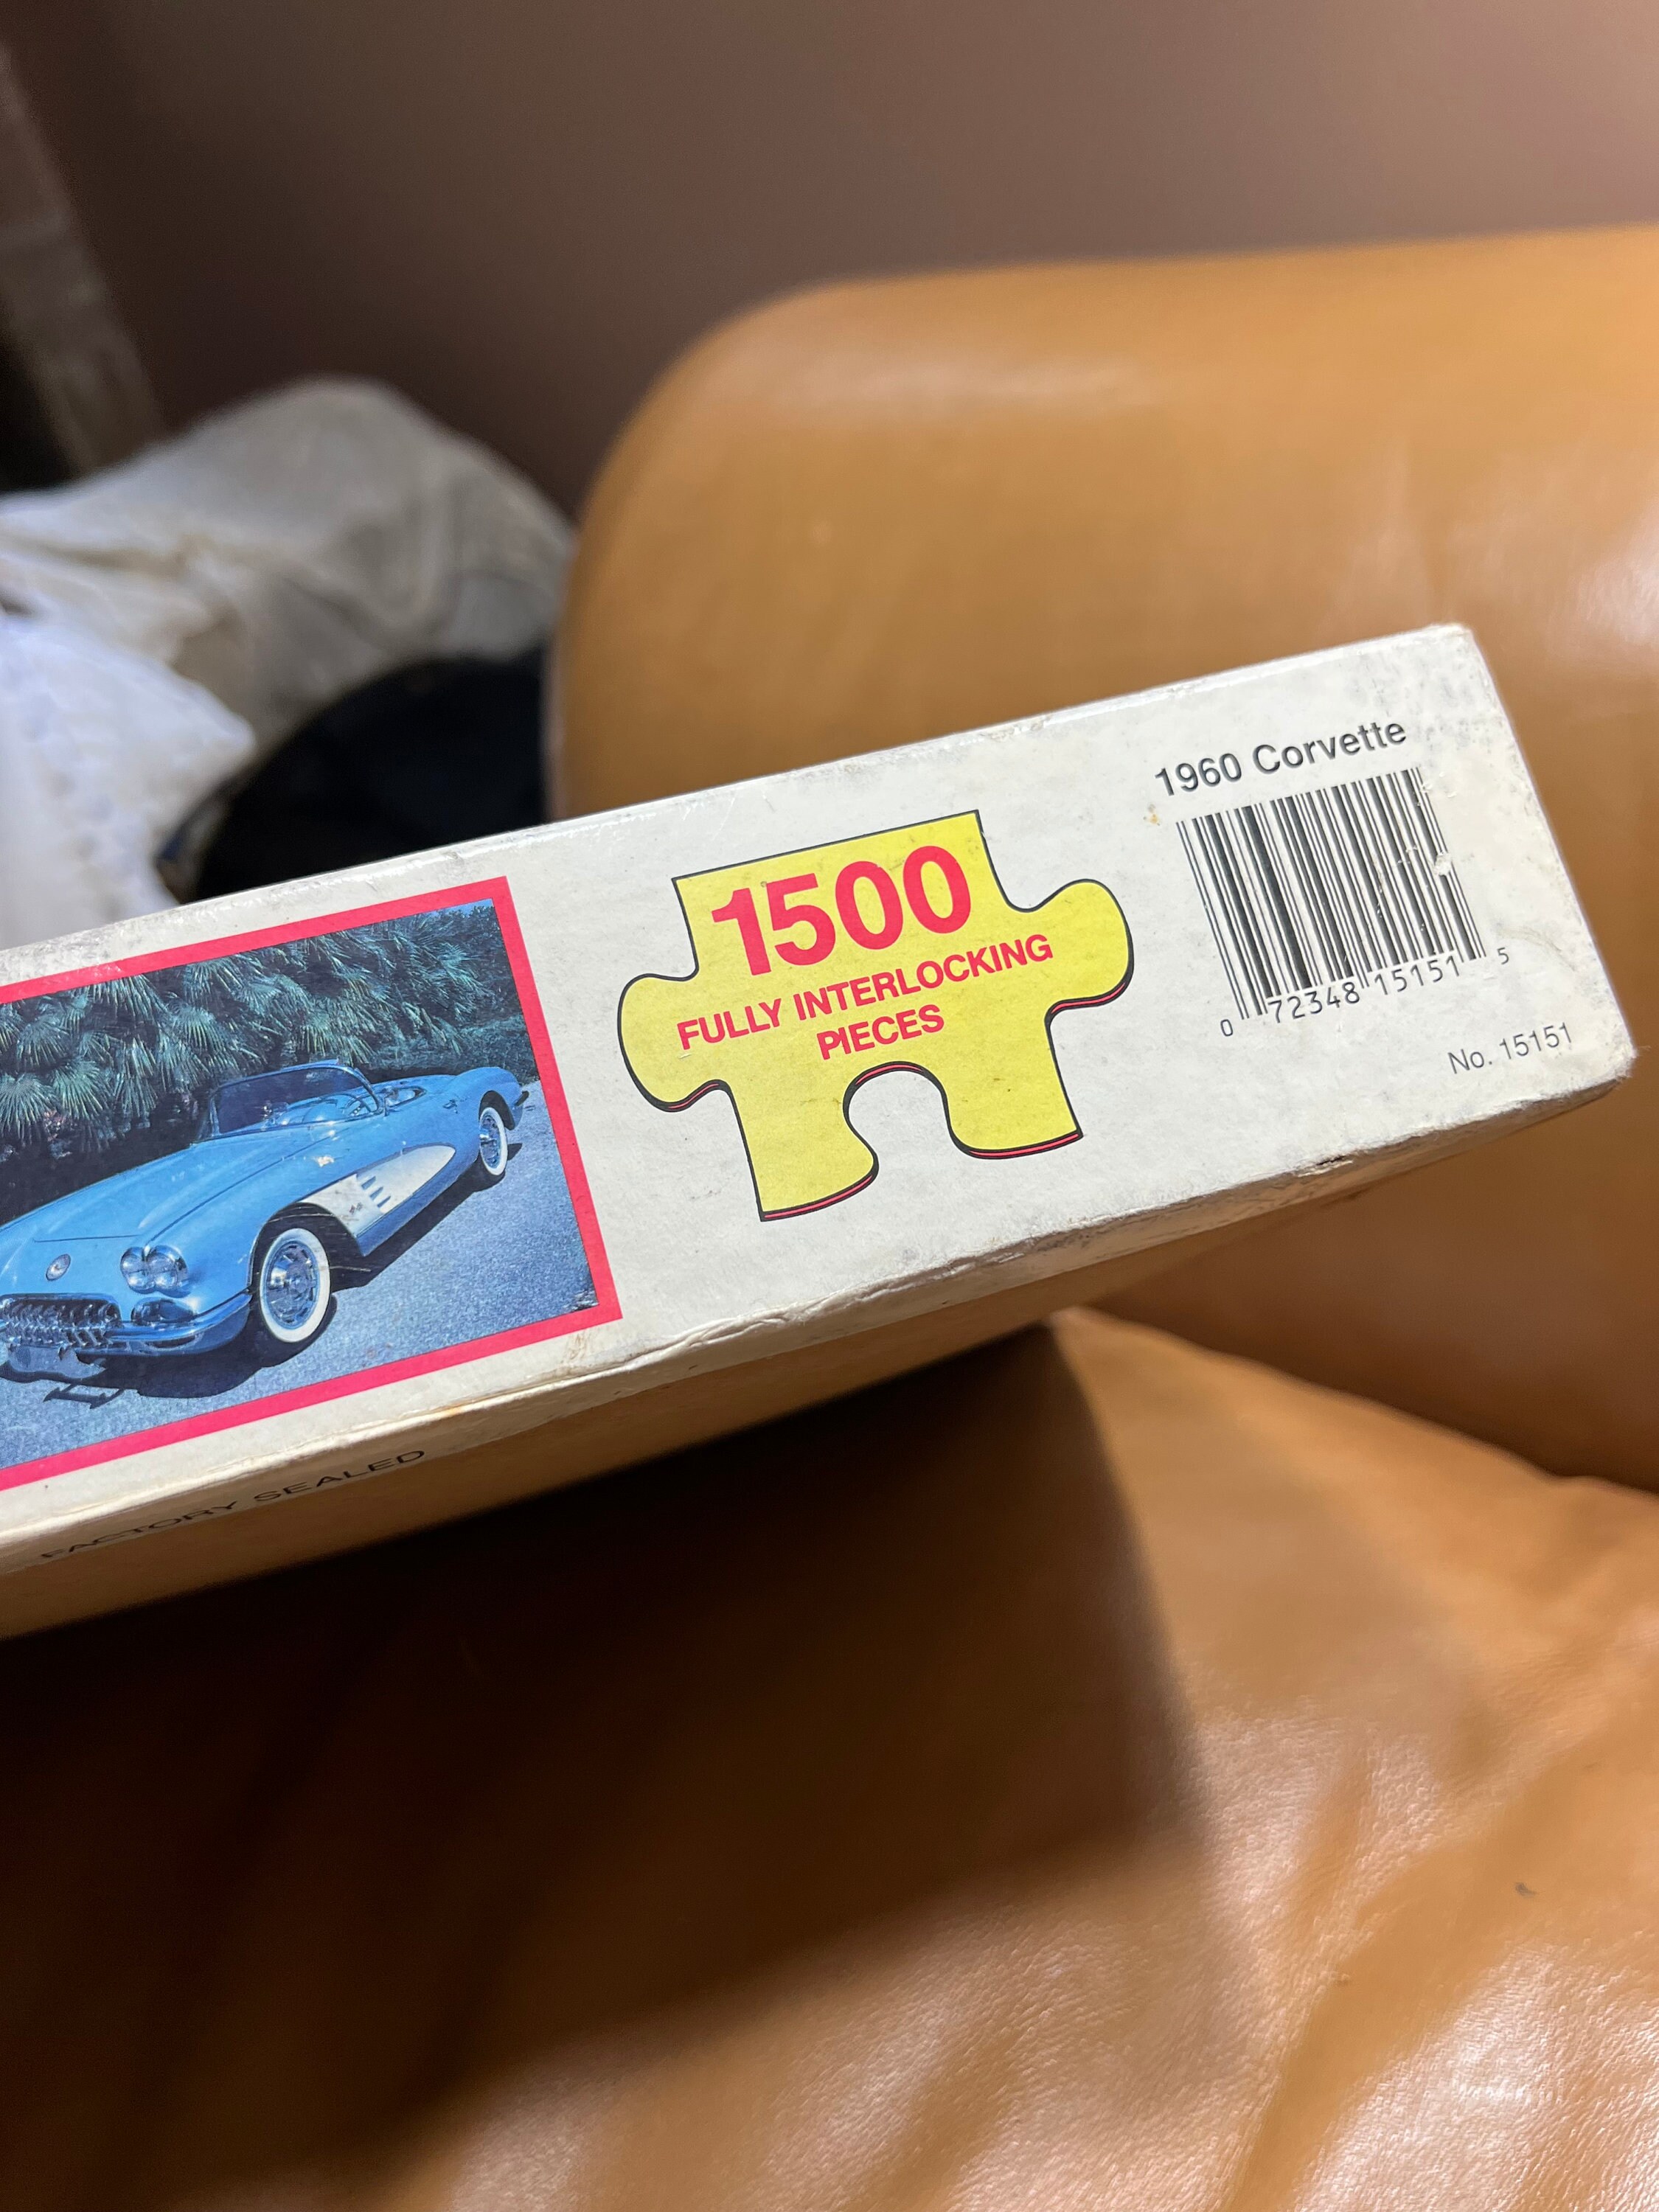 1960 Corvette
1500
FULLY INTERLOCKING
PIECES
0 72348 15151 5
No. 15151
FACTORY SEALED